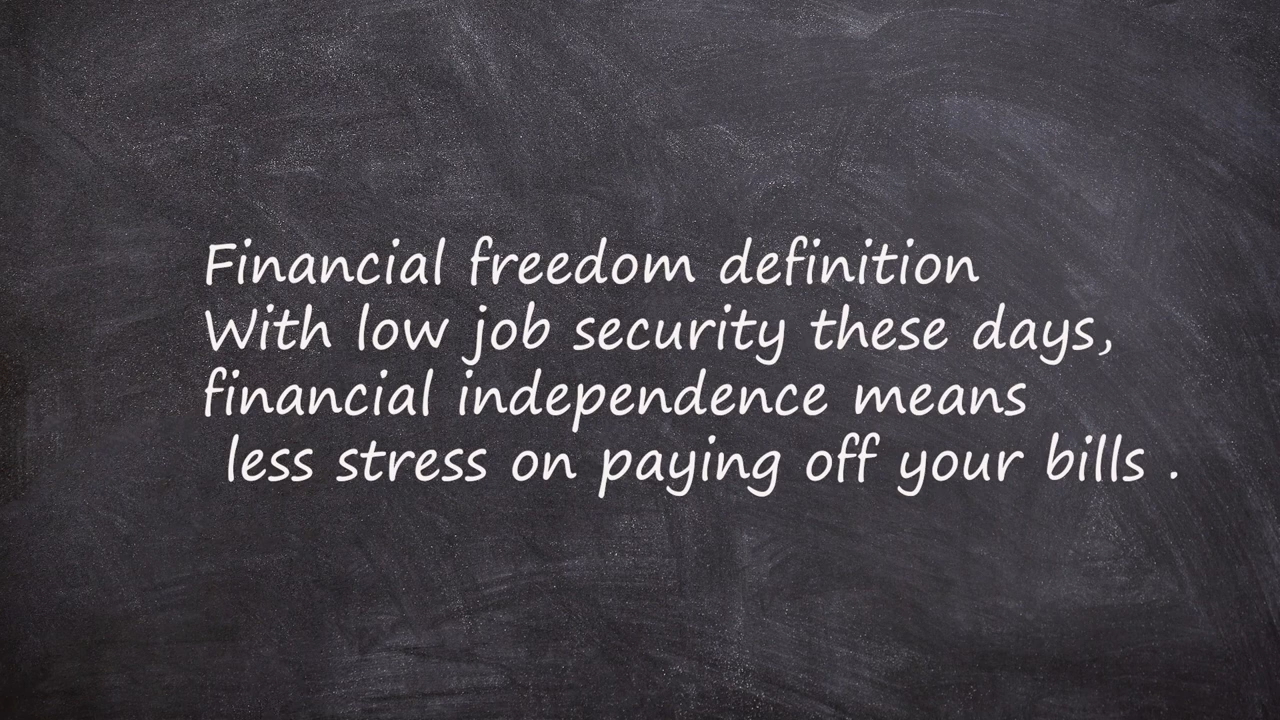 Financial freedom definition
With low job security these days,
financial independence means
less stress on paying off your bills .